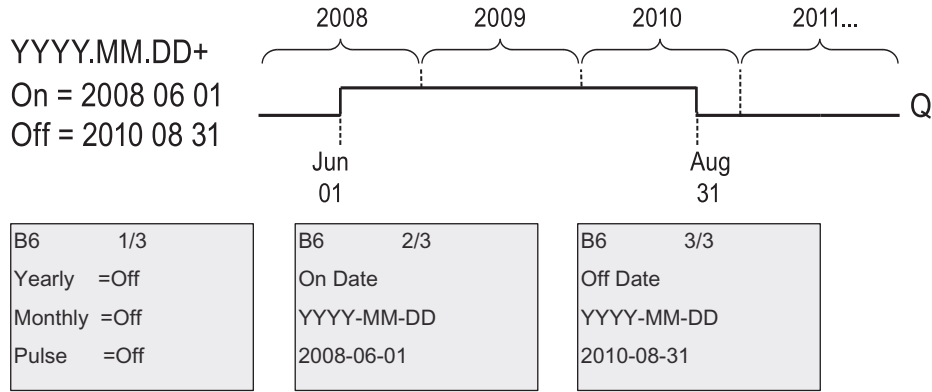 2008 2009 2010 2011...
YYYY.MM.DD+
On = 2008 06 01
Off = 2010 08 31
Q
Jun
01
Aug
31
B6 1/3
Yearly =Off
Monthly =Off
Pulse =Off
B6 2/3
On Date
YYYY-MM-DD
2008-06-01
B6 3/3
Off Date
YYYY-MM-DD
2010-08-31